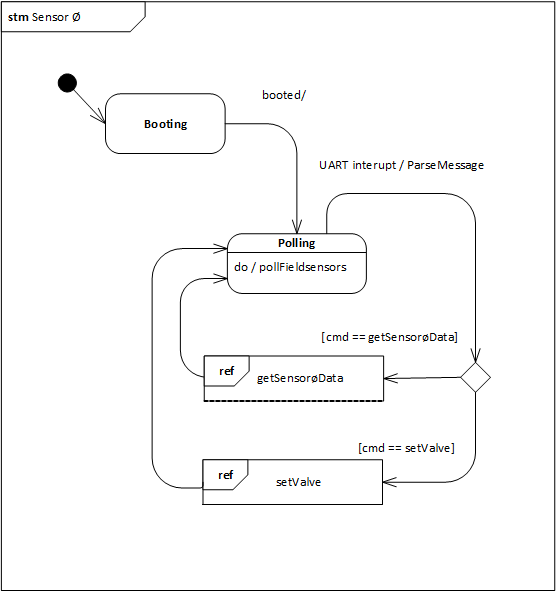 stm Sensor Ø
booted/
Booting
UART interupt / ParseMessage
Polling
do / pollFieldsensors
[cmd == getSensorøData]
ref
getSensorøData
[cmd == setValve]
ref
setValve